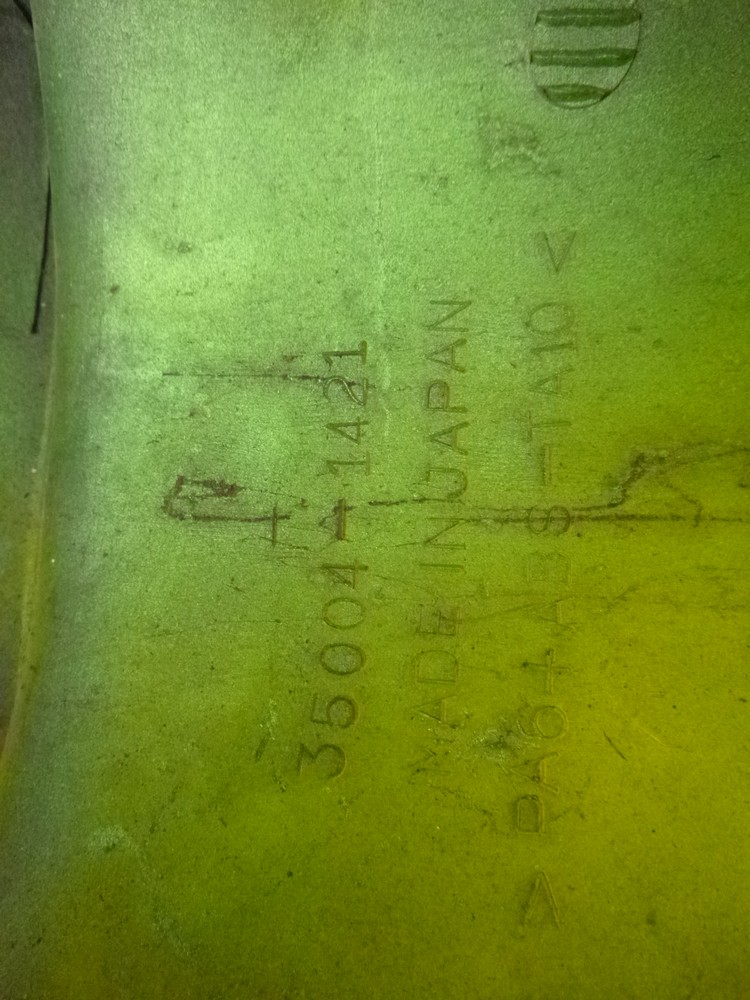 35004-1421
MADE IN JAPAN
>PA6+ABS-TA10<